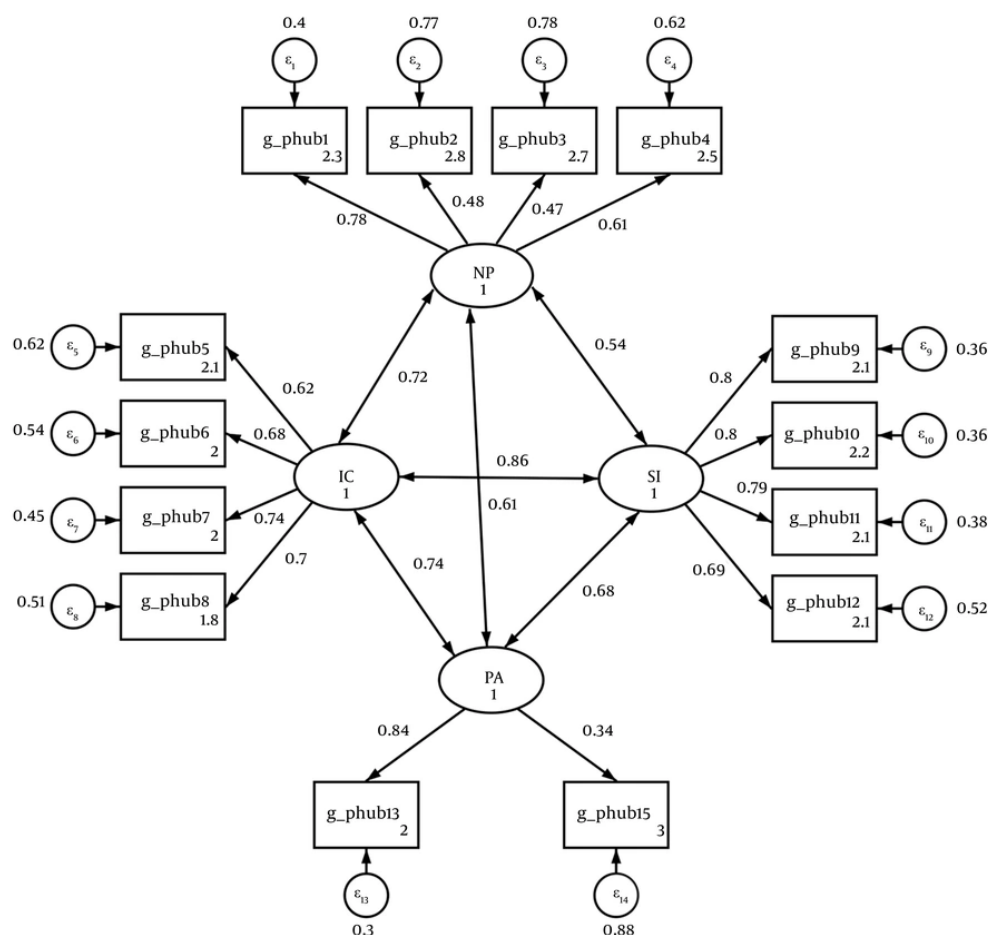 0.4
0.77
0.78
0.62
ε1
ε2
ε3
ε4
g_phub1
2.3
g_phub2
2.8
g_phub3
2.7
g_phub4
2.5
0.78
0.48
0.47
0.61
NP
1
0.62
ε5
g_phub5
2.1
0.54
ε6
g_phub6
2
0.45
ε7
g_phub7
2
0.51
ε8
g_phub8
1.8
0.62
0.68
0.74
0.7
IC
1
0.72
0.54
0.86
0.61
0.74
0.68
SI
1
0.8
0.8
0.79
0.69
g_phub9
2.1
ε9
0.36
g_phub10
2.2
ε10
0.36
g_phub11
2.1
ε11
0.38
g_phub12
2.1
ε12
0.52
PA
1
0.84
0.34
g_phub13
2
g_phub15
3
ε13
ε14
0.3
0.88